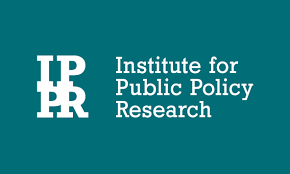 IP
PR
Institute for
Public Policy
Research